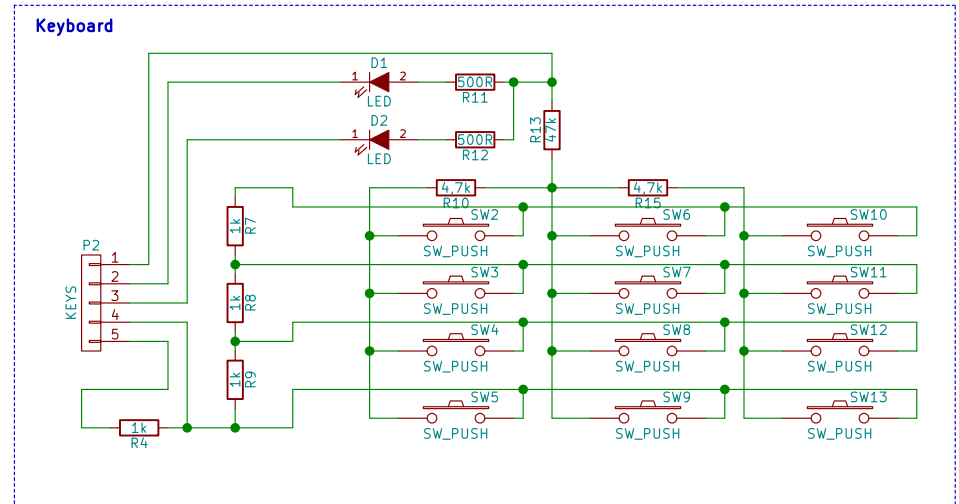 Keyboard
D1
1 2
500R
LED
R11
D2
1 2
500R
LED
R12
R13
47k
4,7k
R10
4,7k
R15
1k
R7
SW2
SW_PUSH
SW6
SW_PUSH
SW10
SW_PUSH
P2
KEYS
1
2
3
4
5
1k
R8
SW3
SW_PUSH
SW7
SW_PUSH
SW11
SW_PUSH
1k
R9
SW4
SW_PUSH
SW8
SW_PUSH
SW12
SW_PUSH
1k
R4
SW5
SW_PUSH
SW9
SW_PUSH
SW13
SW_PUSH